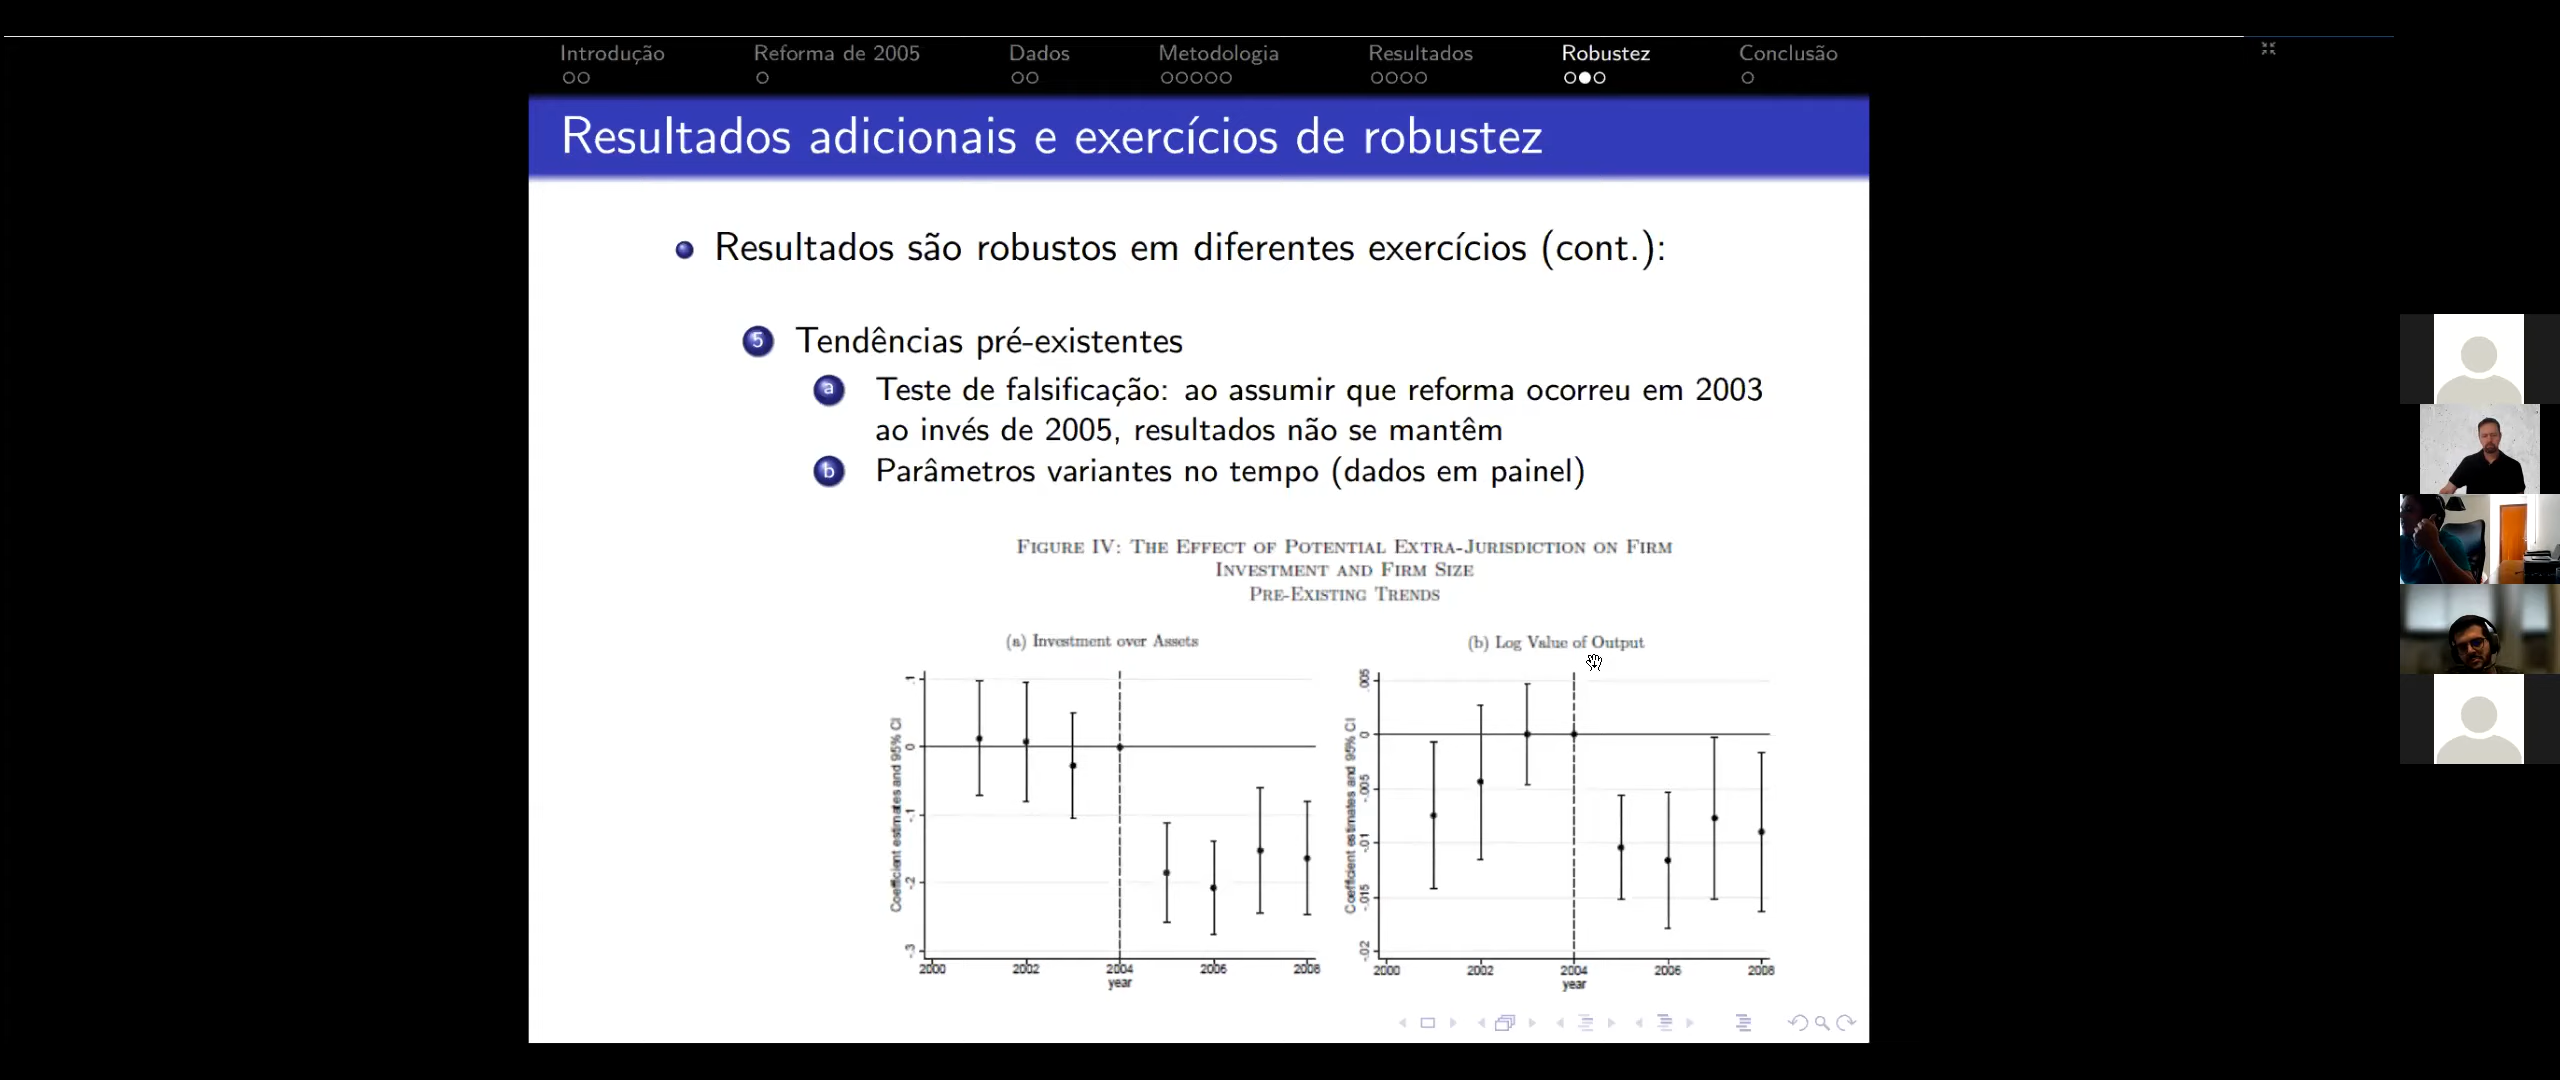 Introdução Reforma de 2005 Dados Metodologia Resultados Robustez Conclusão
Resultados adicionais e exercícios de robustez
Resultados são robustos em diferentes exercícios (cont.):
5 Tendências pré-existentes
a Teste de falsificação: ao assumir que reforma ocorreu em 2003
ao invés de 2005, resultados não se mantêm
b Parâmetros variantes no tempo (dados em painel)
FIGURE IV: THE EFFECT OF POTENTIAL EXTRA-JURISDICTION ON FIRM
INVESTMENT AND FIRM SIZE
PRE-EXISTING TRENDS
(a) Investment over Assets
Coefficient estimates and 95% CI
.1
0
-.1
-.2
-.3
2000 2002 2004 2006 2008
year
(b) Log Value of Output
Coefficient estimates and 95% CI
.005
0
-.005
-.01
-.015
-.02
2000 2002 2004 2006 2008
year